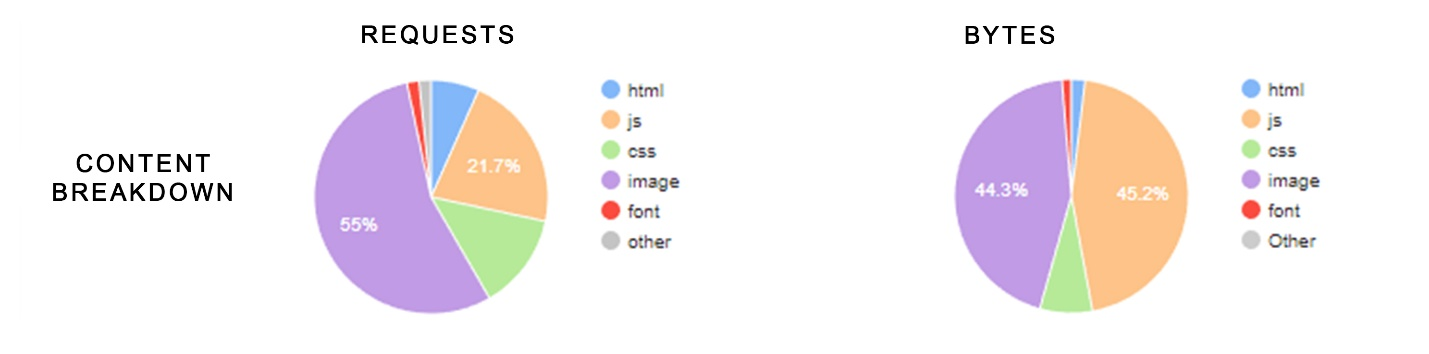 REQUESTS
BYTES
CONTENT
BREAKDOWN
21.7%
55%
html
js
css
image
font
other
44.3%
45.2%
html
js
css
image
font
Other